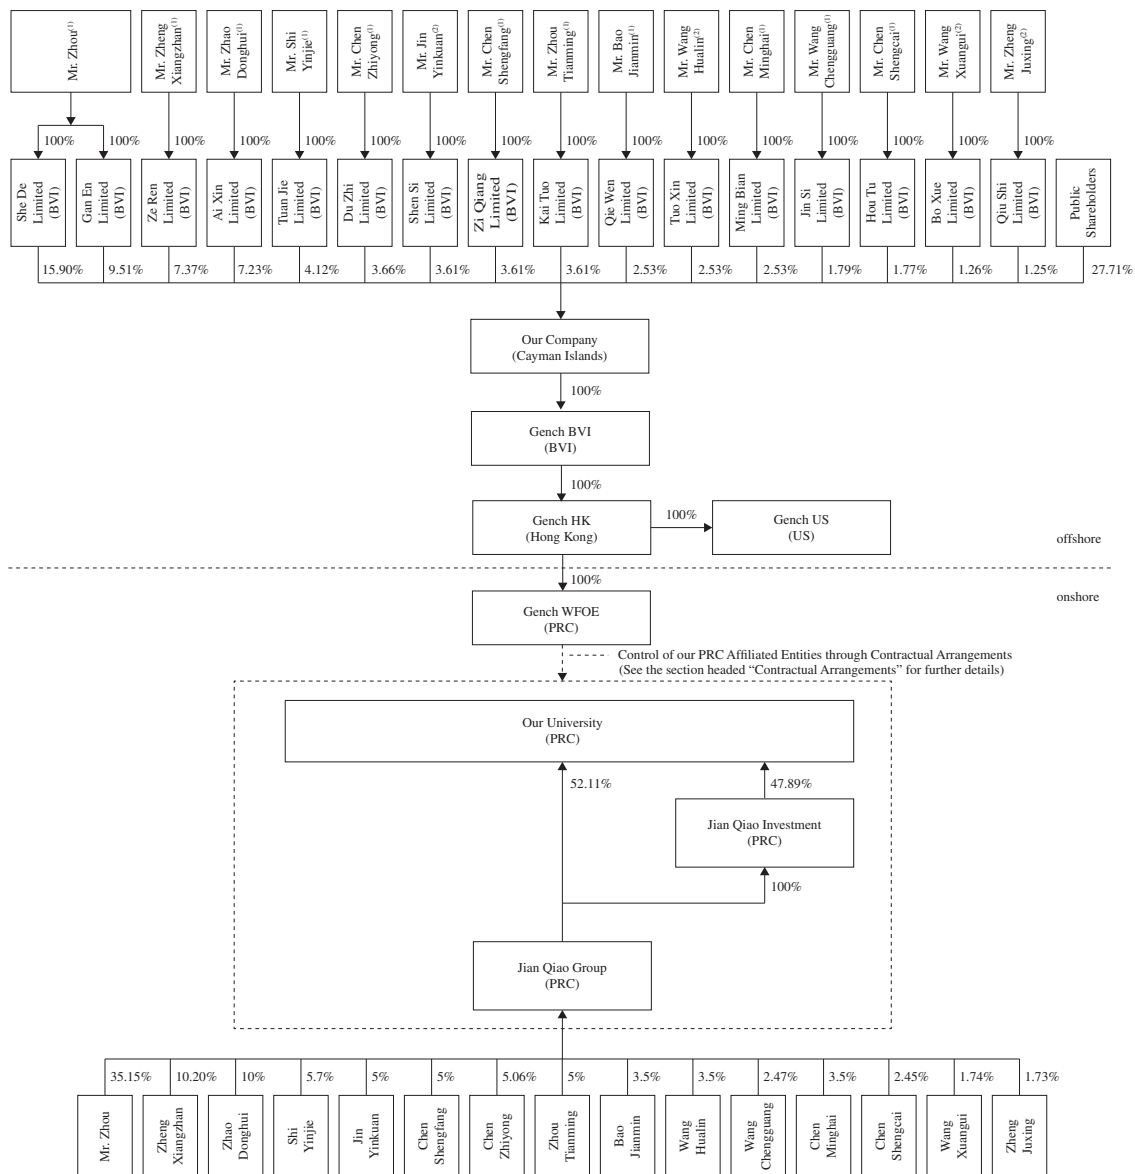 Mr. Zhou(1)
Mr. Zheng
Xiangzhan(1)
Mr. Zhao
Donghui(1)
Mr. Shi
Yinjie(1)
Mr. Chen
Zhiyong(1)
Mr. Jin
Yinkuan(2)
Mr. Chen
Shengfang(1)
Mr. Zhou
Tianming(1)
Mr. Bao
Jianmin(1)
Mr. Wang
Hualin(2)
Mr. Chen
Minghai(1)
Mr. Wang
Chengguang(1)
Mr. Chen
Shengcai(1)
Mr. Wang
Xuangui(2)
Mr. Zheng
Juxing(2)
100% 100% 100% 100% 100% 100% 100% 100% 100% 100% 100% 100% 100% 100% 100% 100%
She De
Limited
(BVI)
Gan En
Limited
(BVI)
Ze Ren
Limited
(BVI)
Ai Xin
Limited
(BVI)
Tuan Jie
Limited
(BVI)
Du Zhi
Limited
(BVI)
Shen Si
Limited
(BVI)
Zi Qiang
Limited
(BVI)
Kai Tuo
Limited
(BVI)
Qie Wen
Limited
(BVI)
Tuo Xin
Limited
(BVI)
Ming Bian
Limited
(BVI)
Jin Si
Limited
(BVI)
Hou Tu
Limited
(BVI)
Bo Xue
Limited
(BVI)
Qiu Shi
Limited
(BVI)
Public
Shareholders
15.90% 9.51% 7.37% 7.23% 4.12% 3.66% 3.61% 3.61% 3.61% 2.53% 2.53% 2.53% 1.79% 1.77% 1.26% 1.25% 27.71%
Our Company
(Cayman Islands)
100%
Gench BVI
(BVI)
100%
Gench HK
(Hong Kong)
100%
Gench US
(US)
offshore
100%
onshore
Gench WFOE
(PRC)
Control of our PRC Affiliated Entities through Contractual Arrangements
(See the section headed “Contractual Arrangements” for further details)
Our University
(PRC)
52.11% 47.89%
Jian Qiao Investment
(PRC)
100%
Jian Qiao Group
(PRC)
35.15% 10.20% 10% 5.7% 5% 5% 5.06% 5% 3.5% 3.5% 2.47% 3.5% 2.45% 1.74% 1.73%
Mr. Zhou
Zheng
Xiangzhan
Zhao
Donghui
Shi
Yinjie
Jin
Yinkuan
Chen
Shengfang
Chen
Zhiyong
Zhou
Tianming
Bao
Jianmin
Wang
Hualin
Wang
Chengguang
Chen
Minghai
Chen
Shengcai
Wang
Xuangui
Zheng
Juxing